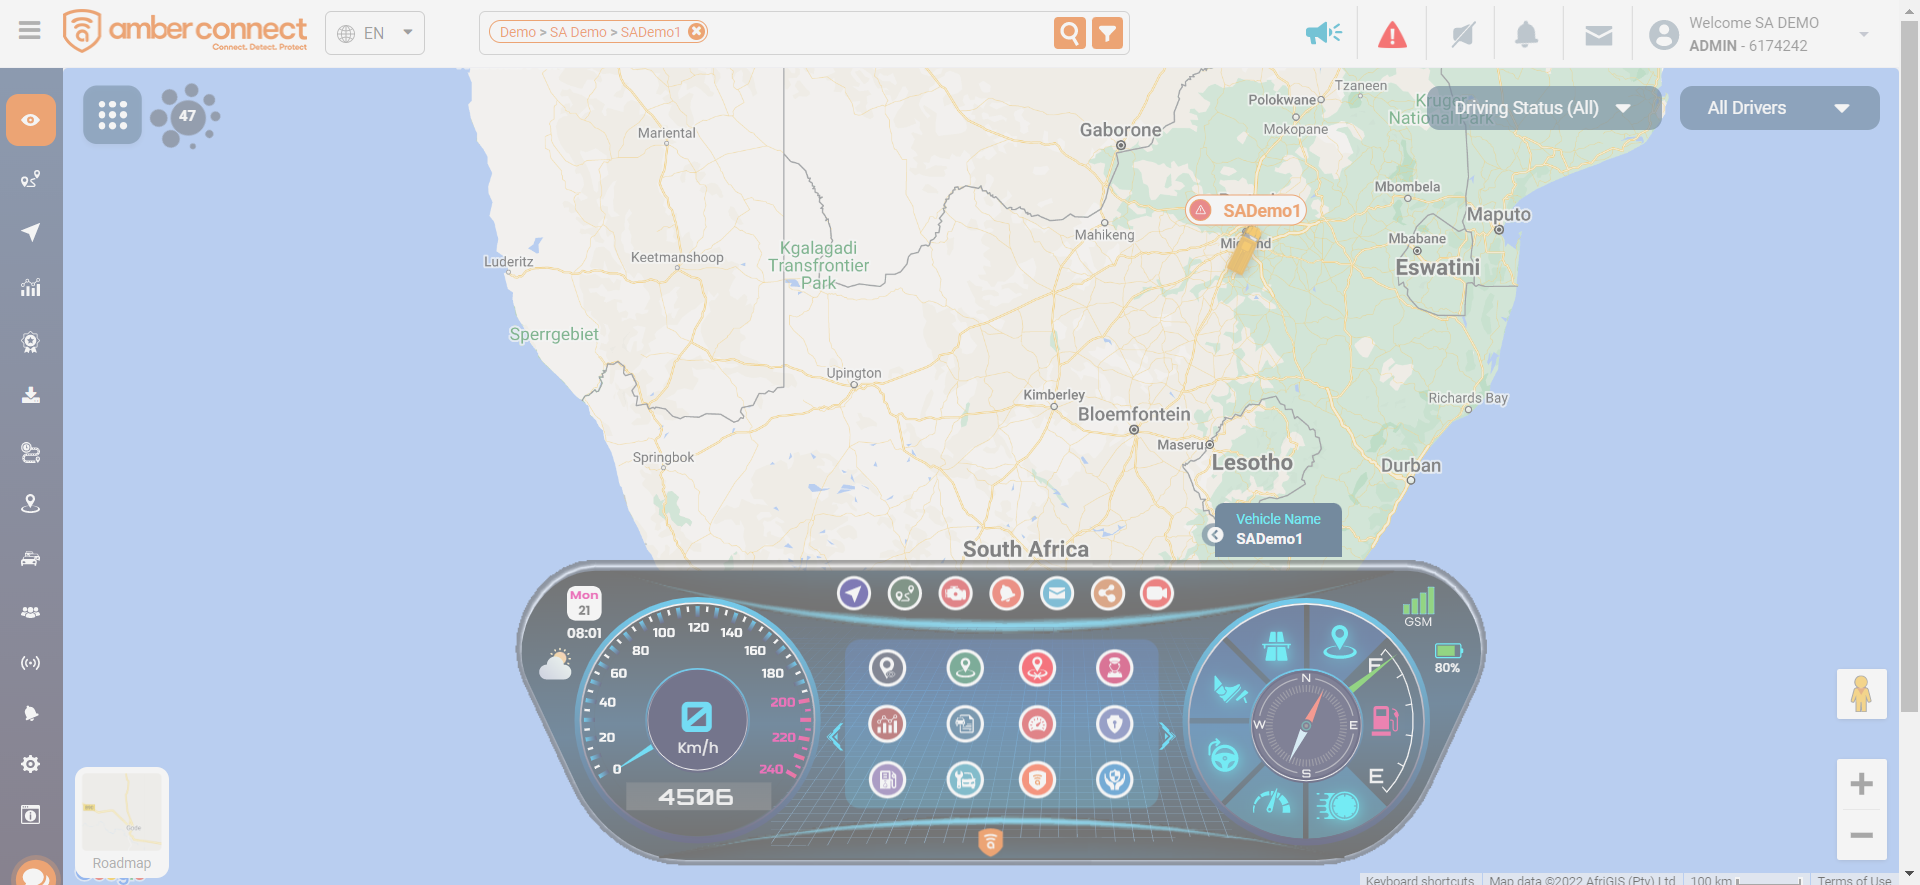 amber connect
Connect. Detect. Protect
EN
Demo > SA Demo > SADemo1
Welcome SA DEMO
ADMIN - 6174242
47
Driving Status (All)
All Drivers
Tzaneen
Polokwane
Kruger
National Park
Gaborone
Mokopane
Mariental
Mbombela
SADemo1
Maputo
Mahikeng
Mbabane
Kgalagadi
Transfrontier
Park
Keetmanshoop
Luderitz
Eswatini
Sperrgebiet
Upington
Kimberley
Richards Bay
Bloemfontein
Maseru
Springbok
Lesotho
Durban
Vehicle Name
SADemo1
South Africa
Mon
21
08:01
0
20
40
60
80
100
120
140
160
180
200
220
240
0
Km/h
4506
GSM
80%
F
E
N
W
E
S
Roadmap
Keyboard shortcuts
Map data ©2022 AfriGIS (Pty) Ltd
100 km
Terms of Use